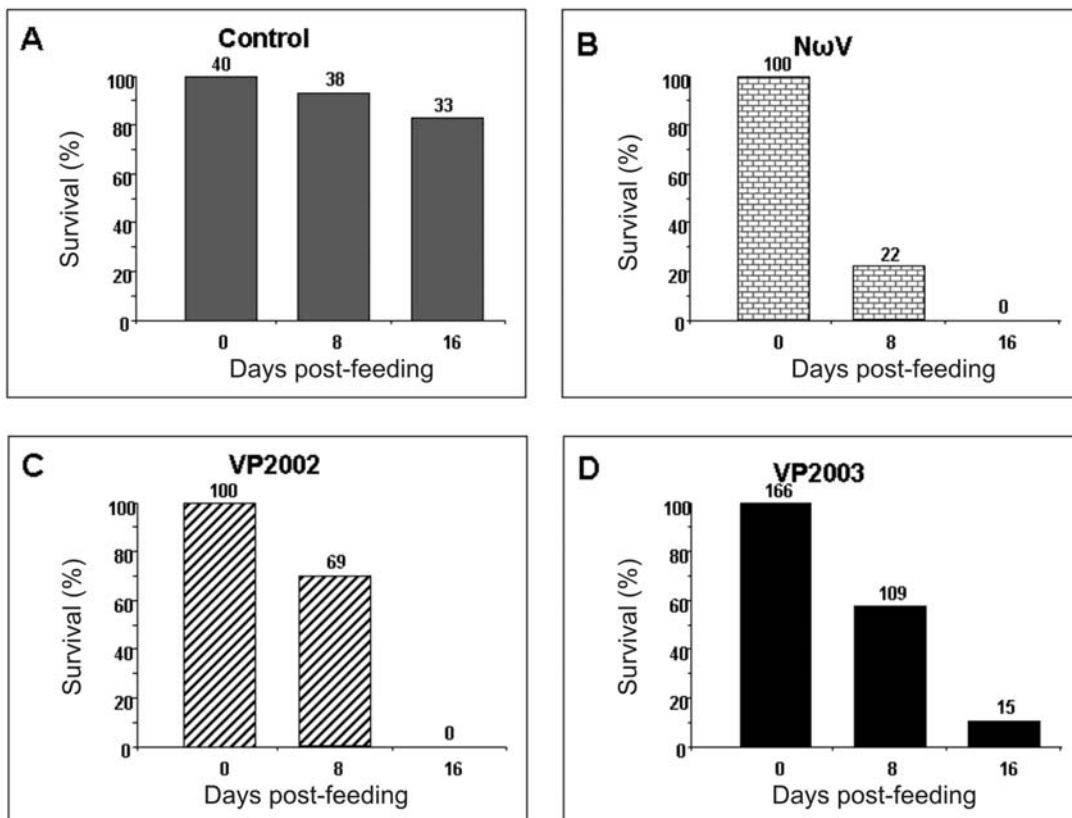 A
Control
40
38
33
100
80
60
40
20
0
Survival (%)
0 8 16
Days post-feeding
B
NωV
100
22
0
100
80
60
40
20
0
Survival (%)
0 8 16
Days post-feeding
C
VP2002
100
69
0
100
80
60
40
20
0
Survival (%)
0 8 16
Days post-feeding
D
VP2003
166
109
15
100
80
60
40
20
0
Survival (%)
0 8 16
Days post-feeding